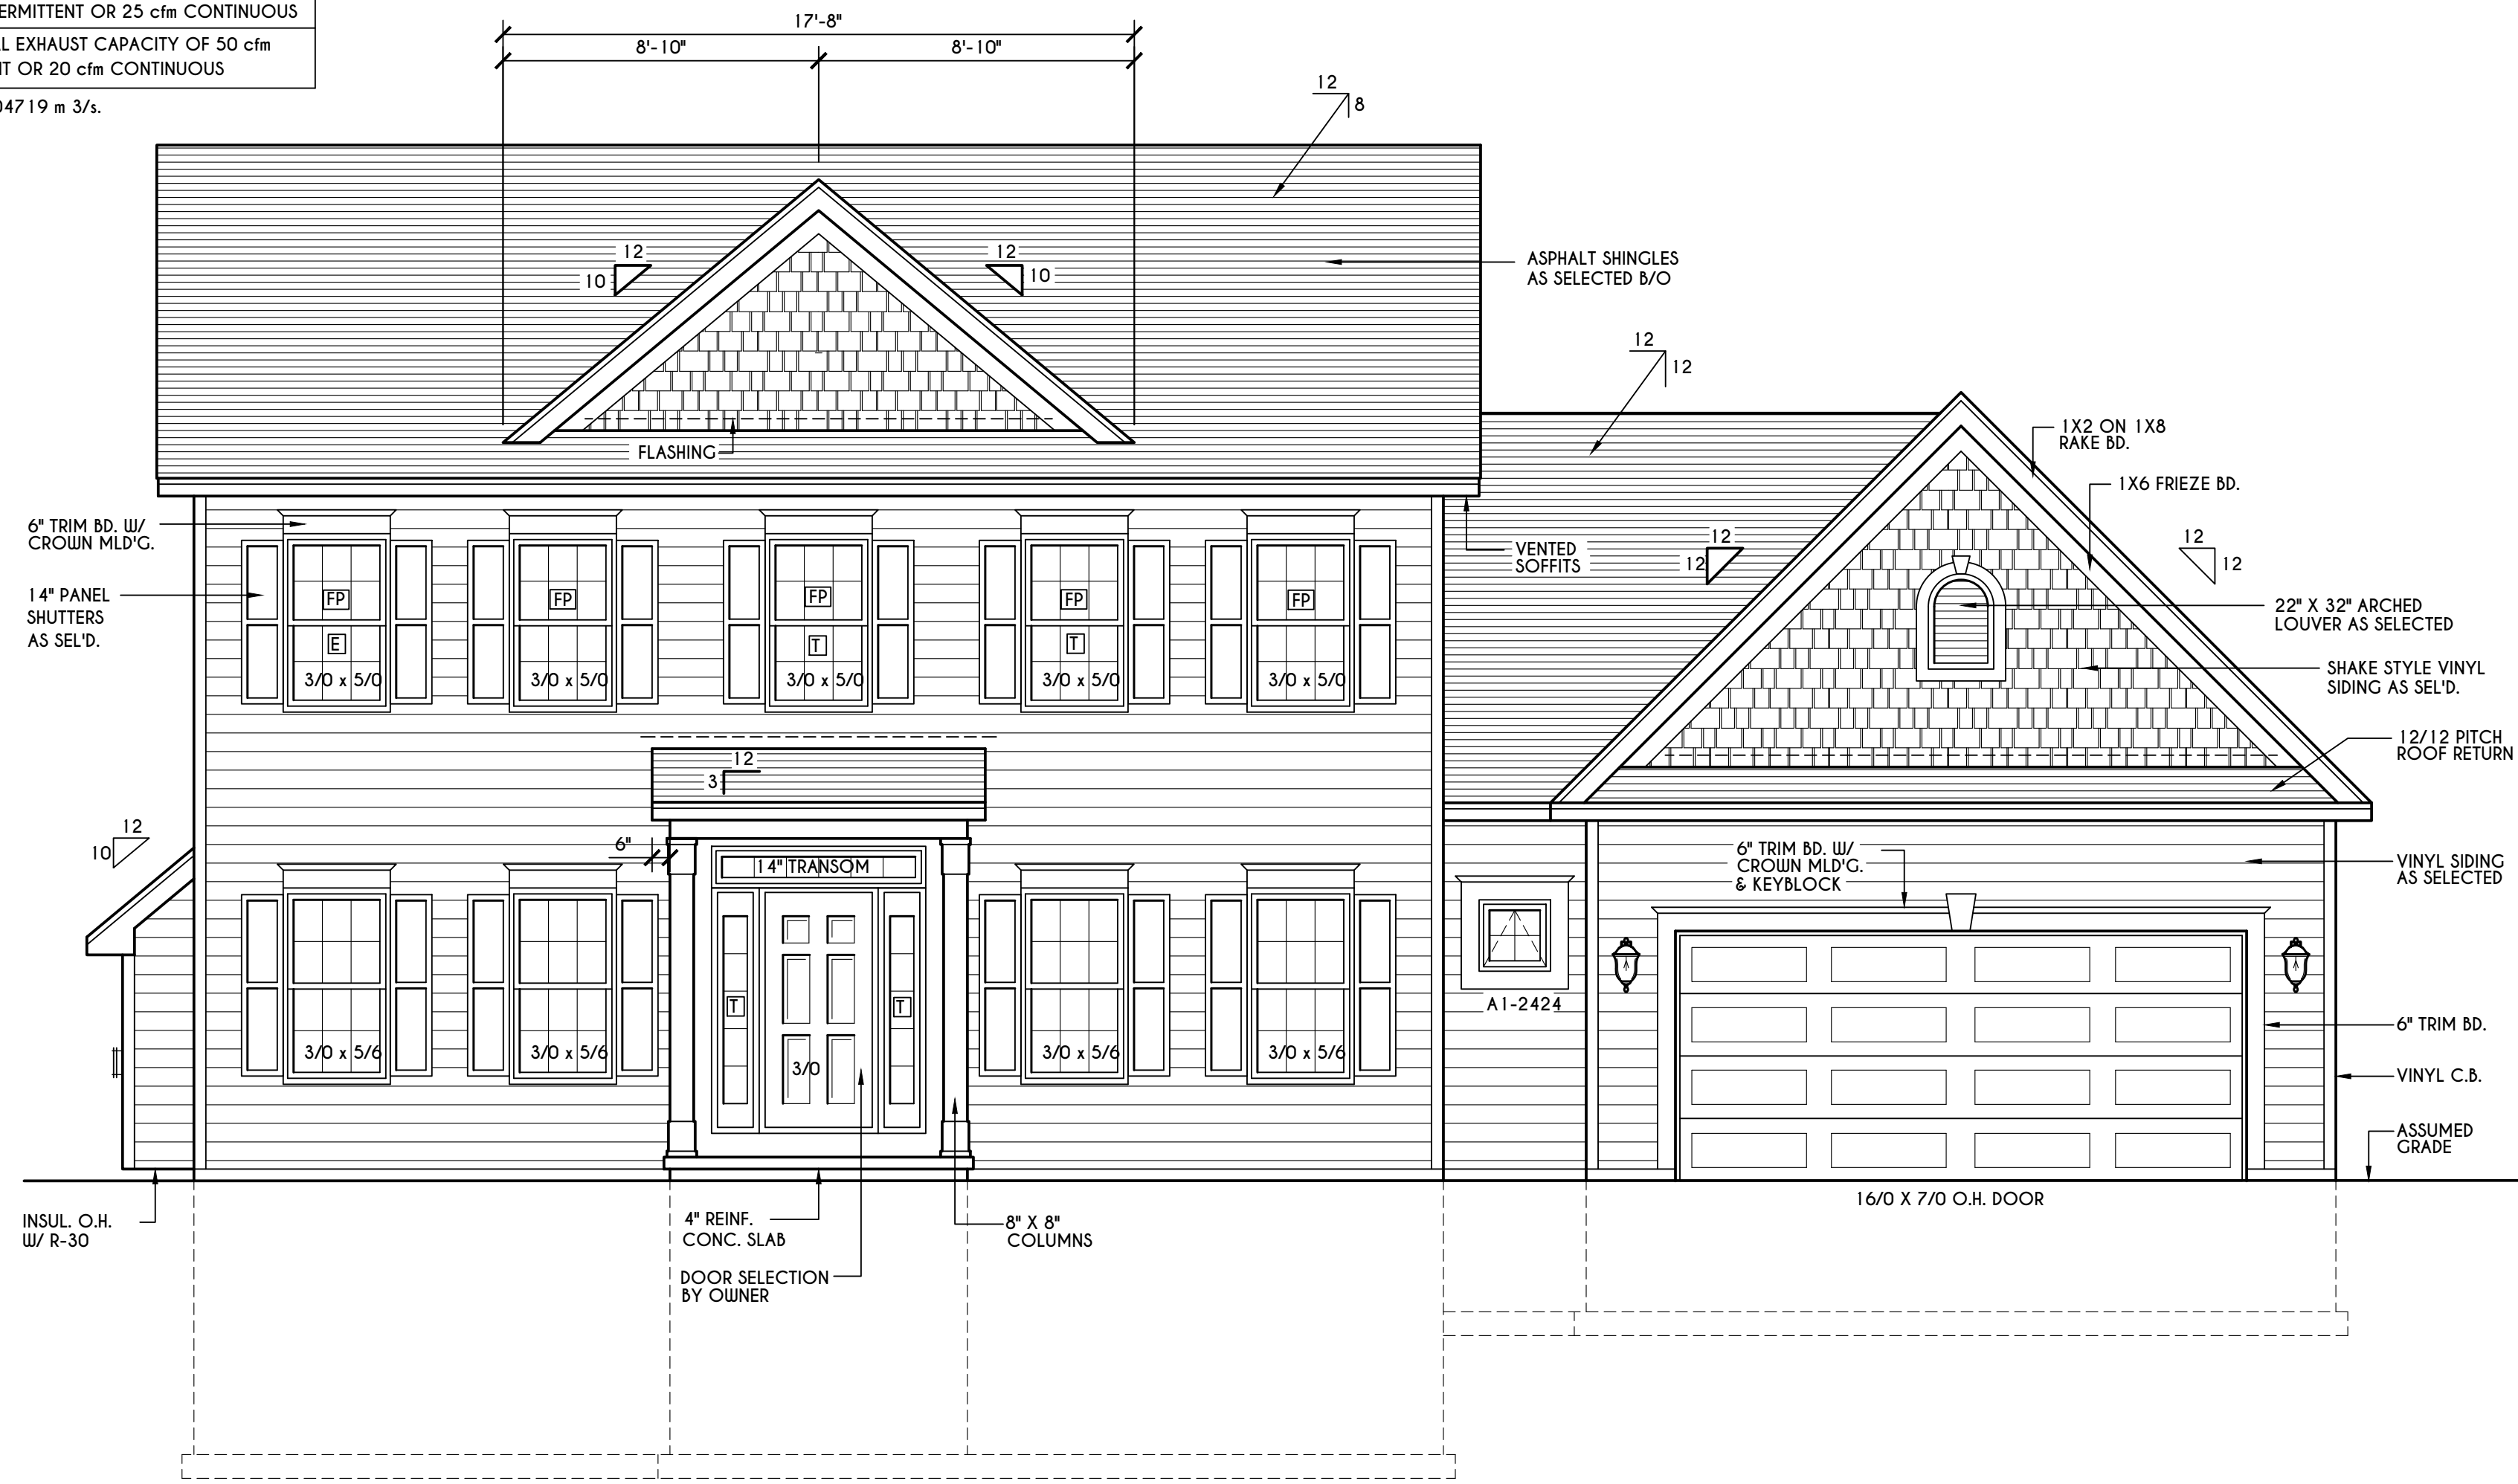 ERMITTENT OR 25 cfm CONTINUOUS
L EXHAUST CAPACITY OF 50 cfm
NT OR 20 cfm CONTINUOUS
04719 m 3/s.
17'-8"
8'-10"
8'-10"
12
8
12
10
12
10
ASPHALT SHINGLES
AS SELECTED B/O
FLASHING
12
12
1X2 ON 1X8
RAKE BD.
1X6 FRIEZE BD.
6" TRIM BD. W/
CROWN MLD'G.
14" PANEL
SHUTTERS
AS SEL'D.
VENTED
SOFFITS
12
12
12
12
22" X 32" ARCHED
LOUVER AS SELECTED
SHAKE STYLE VINYL
SIDING AS SEL'D.
12/12 PITCH
ROOF RETURN
FP
FP
FP
FP
FP
E
T
T
3/0 x 5/0
3/0 x 5/0
3/0 x 5/0
3/0 x 5/0
3/0 x 5/0
12
3
12
10
6"
14" TRANSOM
6" TRIM BD. W/
CROWN MLD'G.
& KEYBLOCK
VINYL SIDING
AS SELECTED
T
T
A1-2424
6" TRIM BD.
3/0 x 5/6
3/0 x 5/6
3/0
3/0 x 5/6
3/0 x 5/6
VINYL C.B.
ASSUMED
GRADE
16/0 X 7/0 O.H. DOOR
INSUL. O.H.
W/ R-30
4" REINF.
CONC. SLAB
8" X 8"
COLUMNS
DOOR SELECTION
BY OWNER